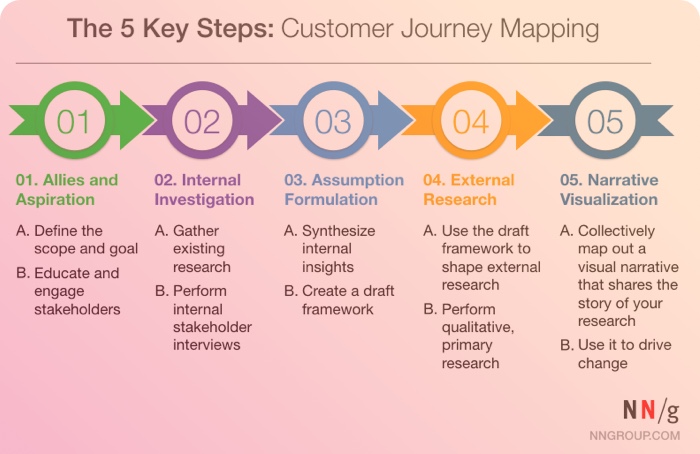 The 5 Key Steps: Customer Journey Mapping
01
02
03
04
05
01. Allies and
Aspiration
A. Define the
scope and goal
B. Educate and
engage
stakeholders
02. Internal
Investigation
A. Gather
existing
research
B. Perform
internal
stakeholder
interviews
03. Assumption
Formulation
A. Synthesize
internal
insights
B. Create a draft
framework
04. External
Research
A. Use the draft
framework to
shape external
research
B. Perform
qualitative,
primary
research
05. Narrative
Visualization
A. Collectively
map out a
visual narrative
that shares the
story of your
research
B. Use it to drive
change
NN/g
NNGROUP.COM